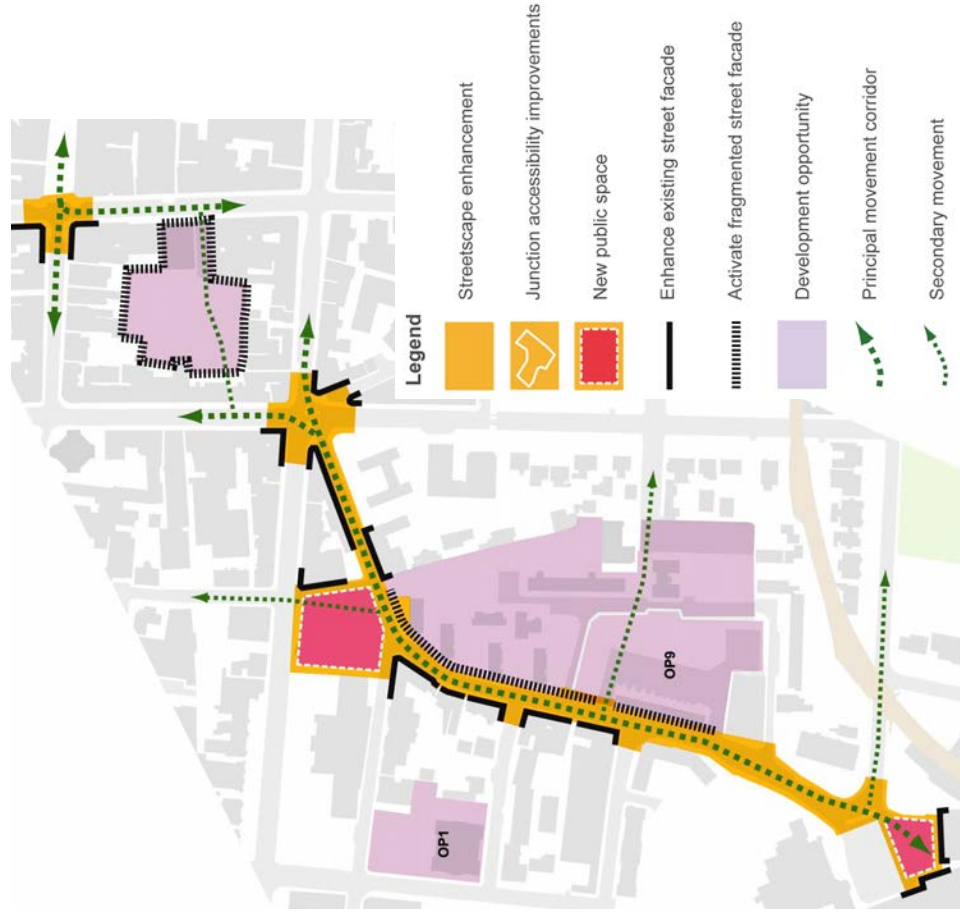 Legend
Streetscape enhancement
Junction accessibility improvements
New public space
Enhance existing street facade
Activate fragmented street facade
Development opportunity
Principal movement corridor
Secondary movement
OP1
OP9